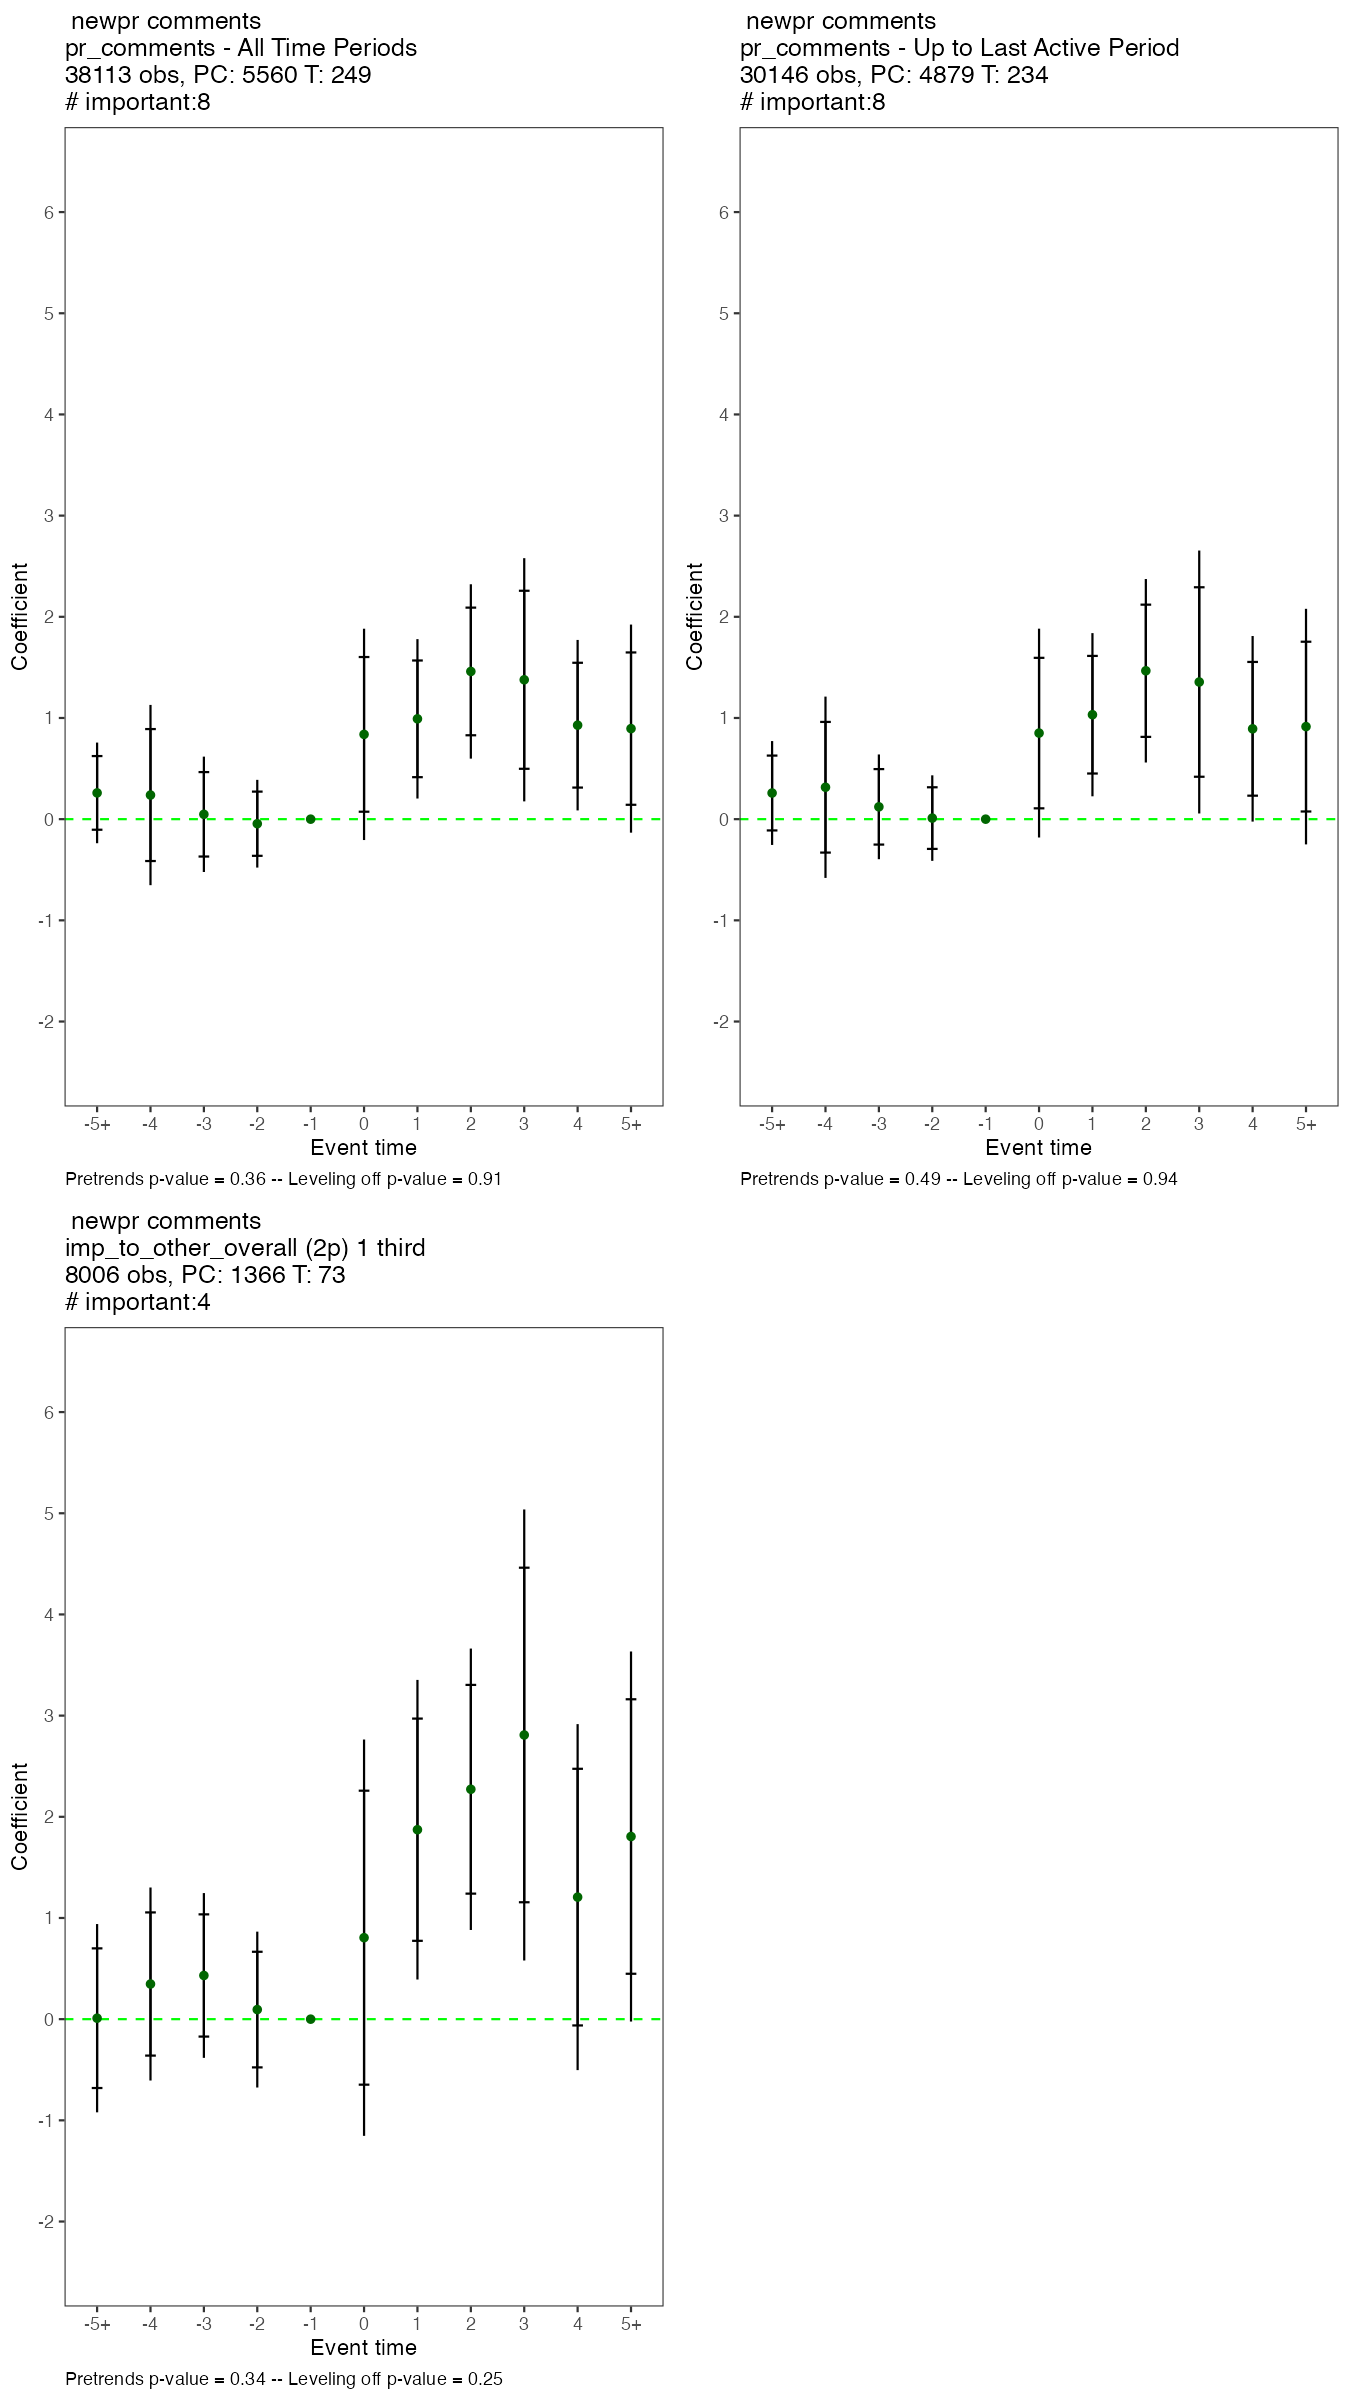 newpr comments
pr_comments - All Time Periods
38113 obs, PC: 5560 T: 249
# important:8
6
5
4
3
2
1
0
-1
-2
Coefficient
-5+ -4 -3 -2 -1 0 1 2 3 4 5+
Event time
Pretrends p-value = 0.36 -- Leveling off p-value = 0.91
newpr comments
pr_comments - Up to Last Active Period
30146 obs, PC: 4879 T: 234
# important:8
6
5
4
3
2
1
0
-1
-2
Coefficient
-5+ -4 -3 -2 -1 0 1 2 3 4 5+
Event time
Pretrends p-value = 0.49 -- Leveling off p-value = 0.94
newpr comments
imp_to_other_overall (2p) 1 third
8006 obs, PC: 1366 T: 73
# important:4
6
5
4
3
2
1
0
-1
-2
Coefficient
-5+ -4 -3 -2 -1 0 1 2 3 4 5+
Event time
Pretrends p-value = 0.34 -- Leveling off p-value = 0.25